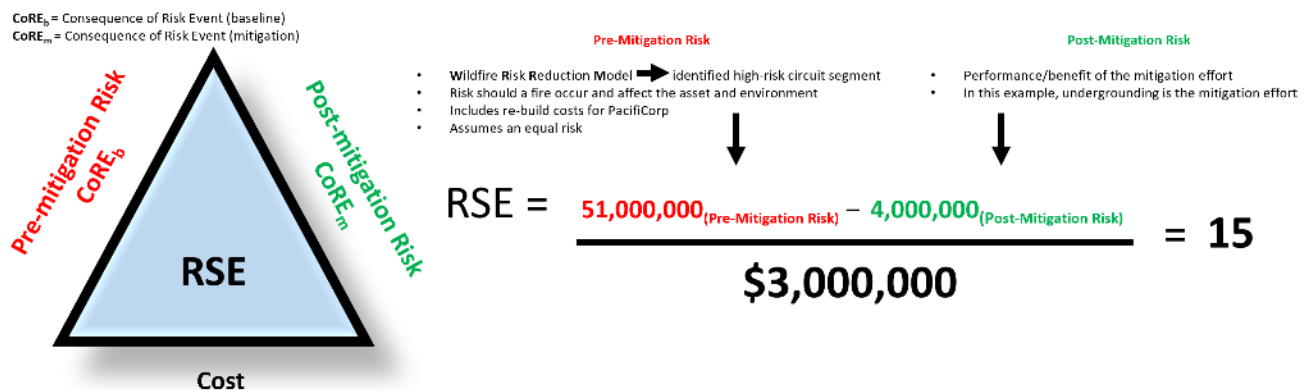 CoREb = Consequence of Risk Event (baseline)
CoREm = Consequence of Risk Event (mitigation)
Pre-mitigation Risk
CoREb
Post-mitigation Risk
CoREm
RSE
Cost
Pre-Mitigation Risk
• Wildfire Risk Reduction Model identified high-risk circuit segment
• Risk should a fire occur and affect the asset and environment
• Includes re-build costs for PacifiCorp
• Assumes an equal risk
Post-Mitigation Risk
• Performance/benefit of the mitigation effort
• In this example, undergrounding is the mitigation effort
RSE = 51,000,000(Pre-Mitigation Risk) – 4,000,000(Post-Mitigation Risk)
$3,000,000
= 15